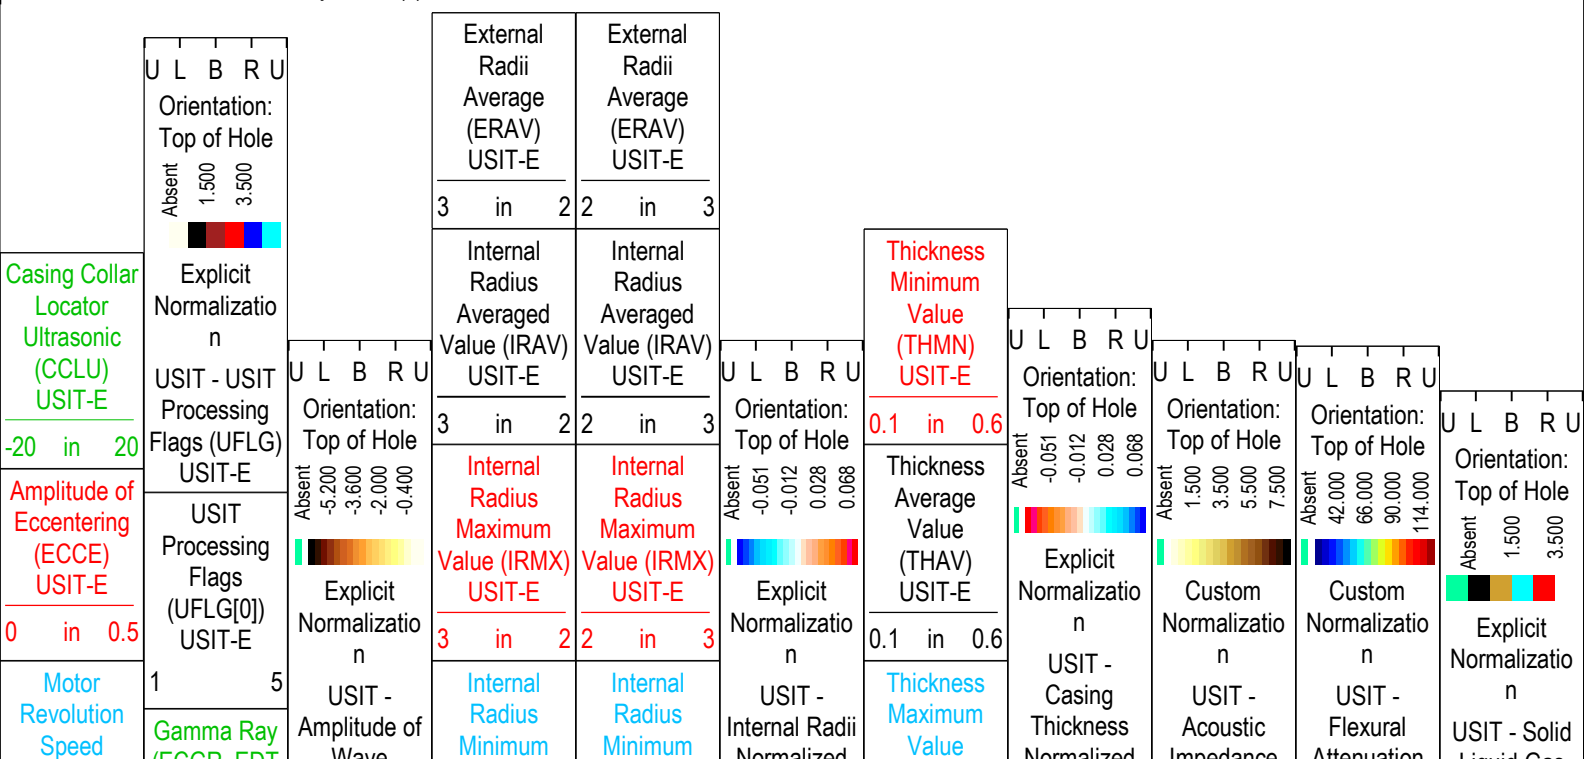 Casing Collar
Locator
Ultrasonic
(CCLU)
USIT-E
-20 in 20
Amplitude of
Eccentering
(ECCE)
USIT-E
0 in 0.5
Motor
Revolution
Speed
U L B R U
Orientation:
Top of Hole
Absent
1.500
3.500
Explicit
Normalizatio
n
USIT - USIT
Processing
Flags (UFLG)
USIT-E
USIT
Processing
Flags
(UFLG[0])
USIT-E
1 5
Gamma Ray
U L B R U
Orientation:
Top of Hole
Absent
-5.200
-3.600
-2.000
-0.400
Explicit
Normalizatio
n
USIT -
Amplitude of
Wave
External
Radii
Average
(ERAV)
USIT-E
3 in 2
Internal
Radius
Averaged
Value (IRAV)
USIT-E
3 in 2
Internal
Radius
Maximum
Value (IRMX)
USIT-E
3 in 2
Internal
Radius
Minimum
External
Radii
Average
(ERAV)
USIT-E
2 in 3
Internal
Radius
Averaged
Value (IRAV)
USIT-E
2 in 3
Internal
Radius
Maximum
Value (IRMX)
USIT-E
2 in 3
Internal
Radius
Minimum
U L B R U
Orientation:
Top of Hole
Absent
-0.051
-0.012
0.028
0.068
Explicit
Normalizatio
n
USIT -
Internal Radii
Normalized
Thickness
Minimum
Value
(THMN)
USIT-E
0.1 in 0.6
Thickness
Average
Value
(THAV)
USIT-E
0.1 in 0.6
Thickness
Maximum
Value
U L B R U
Orientation:
Top of Hole
Absent
-0.051
-0.012
0.028
0.068
Explicit
Normalizatio
n
USIT -
Casing
Thickness
Normalized
U L B R U
Orientation:
Top of Hole
Absent
1.500
3.500
5.500
7.500
Custom
Normalizatio
n
USIT -
Acoustic
Impedance
U L B R U
Orientation:
Top of Hole
Absent
42.000
66.000
90.000
114.000
Custom
Normalizatio
n
USIT -
Flexural
Attenuation
U L B R U
Orientation:
Top of Hole
Absent
1.500
3.500
Explicit
Normalizatio
n
USIT - Solid
Liquid Gas